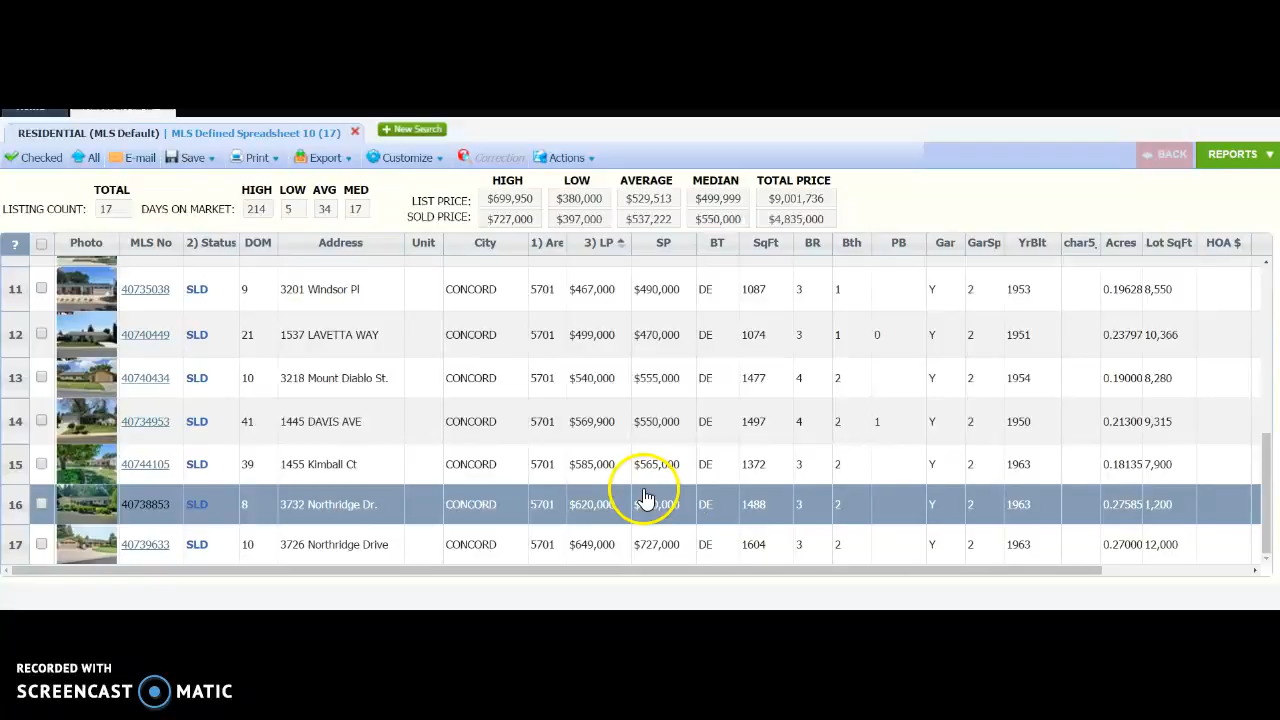 RESIDENTIAL (MLS Default) | MLS Defined Spreadsheet 10 (17) + New Search
Checked All E-mail Save Print Export Customize Correction Actions BACK REPORTS
TOTAL HIGH LOW AVG MED HIGH LOW AVERAGE MEDIAN TOTAL PRICE
LISTING COUNT: 17 DAYS ON MARKET: 214 5 34 17
LIST PRICE: $699,950 $380,000 $529,513 $499,999 $9,001,736
SOLD PRICE: $727,000 $397,000 $537,222 $550,000 $4,835,000
? Photo MLS No 2) Status DOM Address Unit City 1) Are 3) LP SP BT SqFt BR Bth PB Gar GarSp YrBlt char5_ Acres Lot SqFt HOA $
11 40735038 SLD 9 3201 Windsor Pl CONCORD 5701 $467,000 $490,000 DE 1087 3 1 Y 2 1953 0.19628 8,550
12 40740449 SLD 21 1537 LAVETTA WAY CONCORD 5701 $499,000 $470,000 DE 1074 3 1 0 Y 2 1951 0.23797 10,366
13 40740434 SLD 10 3218 Mount Diablo St. CONCORD 5701 $540,000 $555,000 DE 1477 4 2 Y 2 1954 0.19000 8,280
14 40734953 SLD 41 1445 DAVIS AVE CONCORD 5701 $569,900 $550,000 DE 1497 4 2 1 Y 2 1950 0.21300 9,315
15 40744105 SLD 39 1455 Kimball Ct CONCORD 5701 $585,000 $565,000 DE 1372 3 2 Y 2 1963 0.18135 7,900
16 40738853 SLD 8 3732 Northridge Dr. CONCORD 5701 $620,000 DE 1488 3 2 Y 2 1963 0.27585 1,200
17 40739633 SLD 10 3726 Northridge Drive CONCORD 5701 $649,000 $727,000 DE 1604 3 2 Y 2 1963 0.27000 12,000
RECORDED WITH
SCREENCAST MATIC